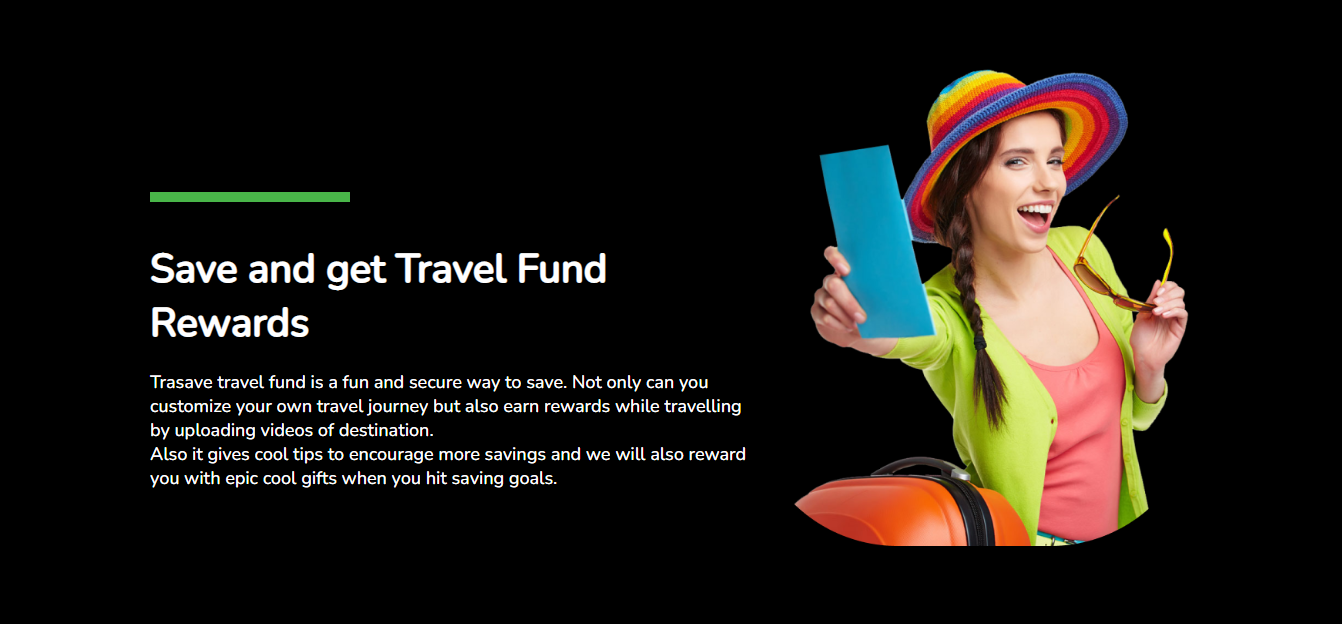 Save and get Travel Fund
Rewards
Trasave travel fund is a fun and secure way to save. Not only can you
customize your own travel journey but also earn rewards while travelling
by uploading videos of destination.
Also it gives cool tips to encourage more savings and we will also reward
you with epic cool gifts when you hit saving goals.